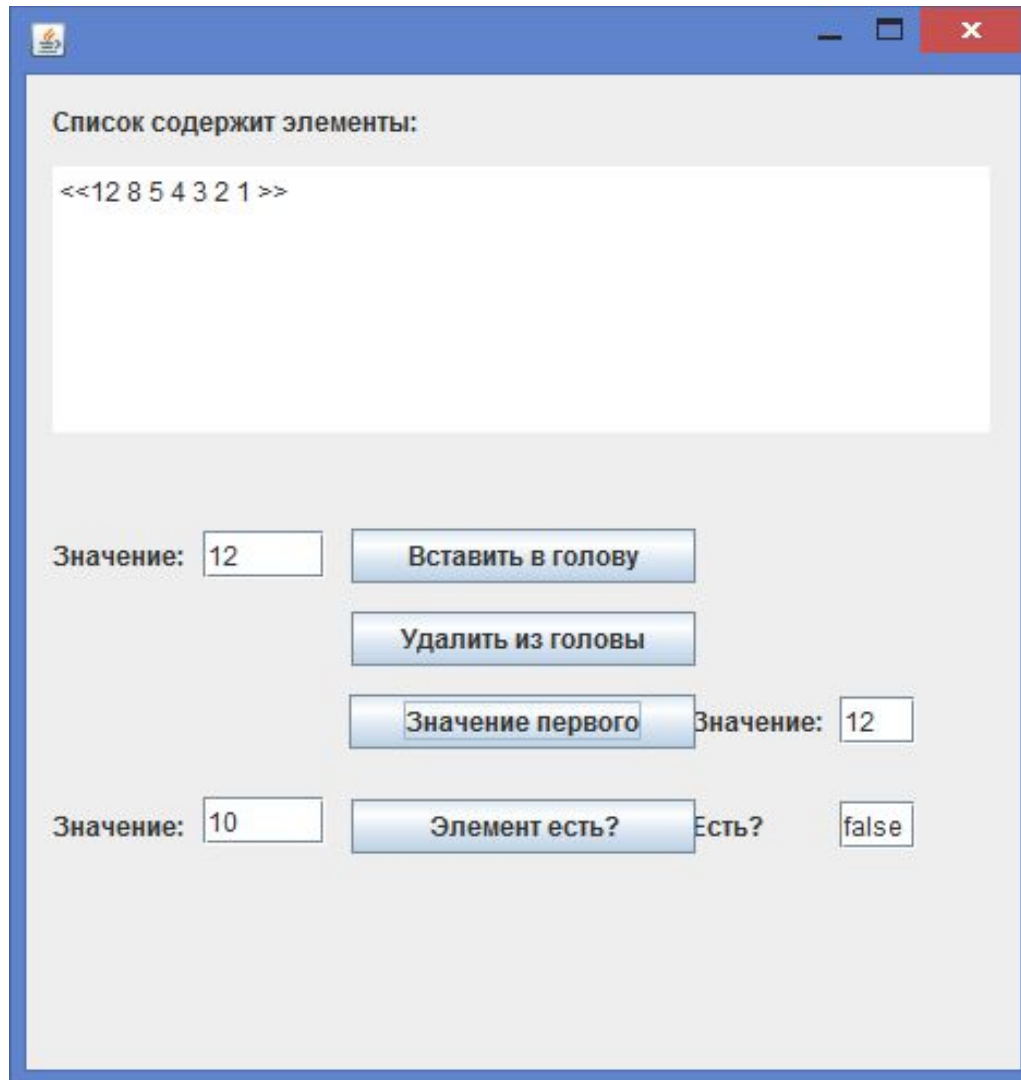 Список содержит элементы:
<<12 8 5 4 3 2 1 >>
Значение: 12 Вставить в голову
Удалить из головы
Значение первого Значение: 12
Значение: 10 Элемент есть? Есть? false